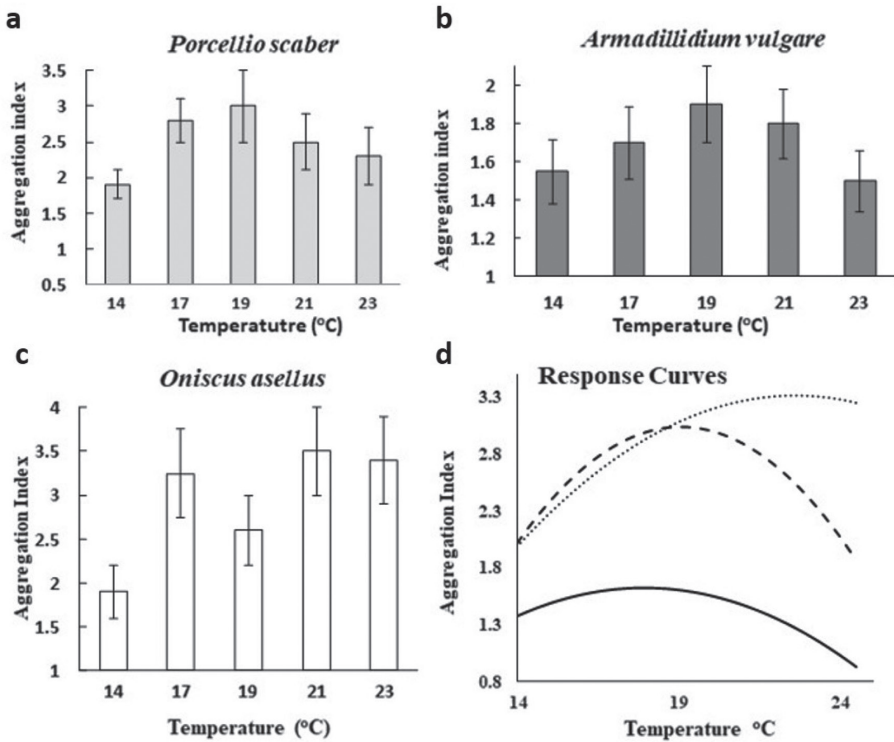 a
Porcellio scaber
Aggregation index
3.5
3
2.5
2
1.5
1
0.5
14 17 19 21 23
Temperatutre (ºC)
b
Armadillidium vulgare
Aggregation index
2
1.8
1.6
1.4
1.2
1
14 17 19 21 23
Temperature (ºC)
c
Oniscus asellus
Aggregation Index
4
3.5
3
2.5
2
1.5
1
14 17 19 21 23
Temperature (ºC)
d
Response Curves
Aggregation Index
3.3
2.8
2.3
1.8
1.3
0.8
14 19 24
Temperature ºC